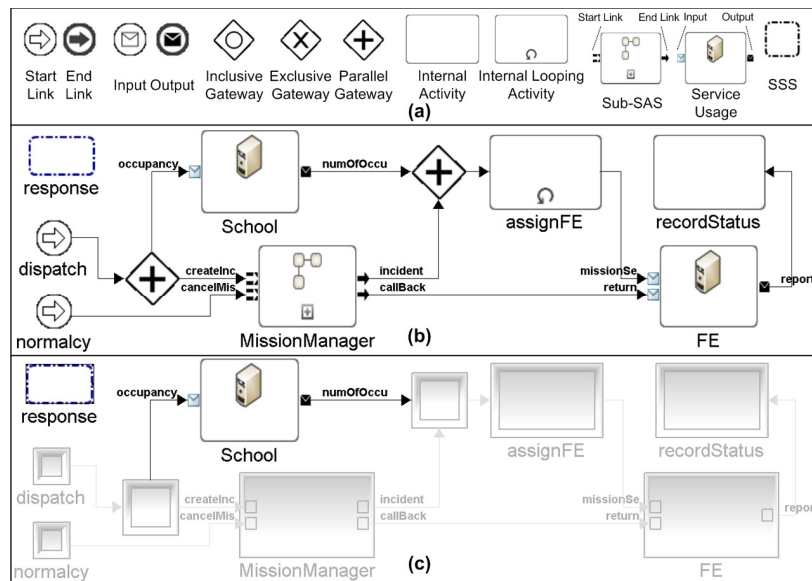 Start Link
End Link
Input Output
Inclusive Gateway
Exclusive Gateway
Parallel Gateway
Internal Activity
Internal Looping Activity
Start Link
End Link
Sub-SAS
Input
Output
Service Usage
SSS
(a)
response
occupancy
School
numOfOccu
assignFE
recordStatus
dispatch
createInc
cancelMis
incident
callBack
missionSe
return
report
normalcy
MissionManager
(b)
FE
response
occupancy
School
numOfOccu
assignFE
recordStatus
dispatch
createInc
cancelMis
incident
callBack
missionSe
return
report
normalcy
MissionManager
(c)
FE